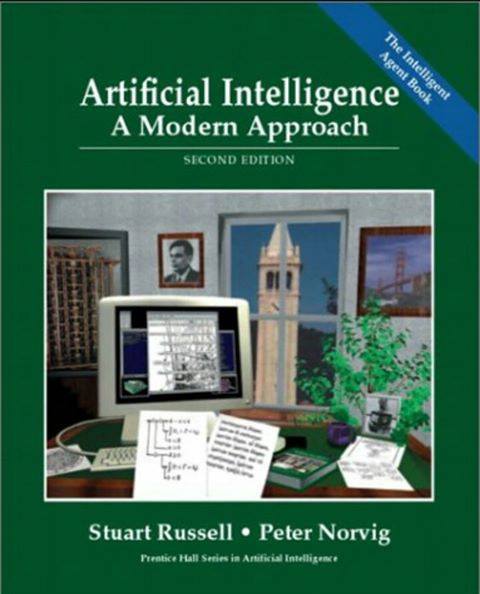 The Intelligent
Agent Book
Artificial Intelligence
A Modern Approach
SECOND EDITION
Stuart Russell • Peter Norvig
Prentice Hall Series in Artificial Intelligence